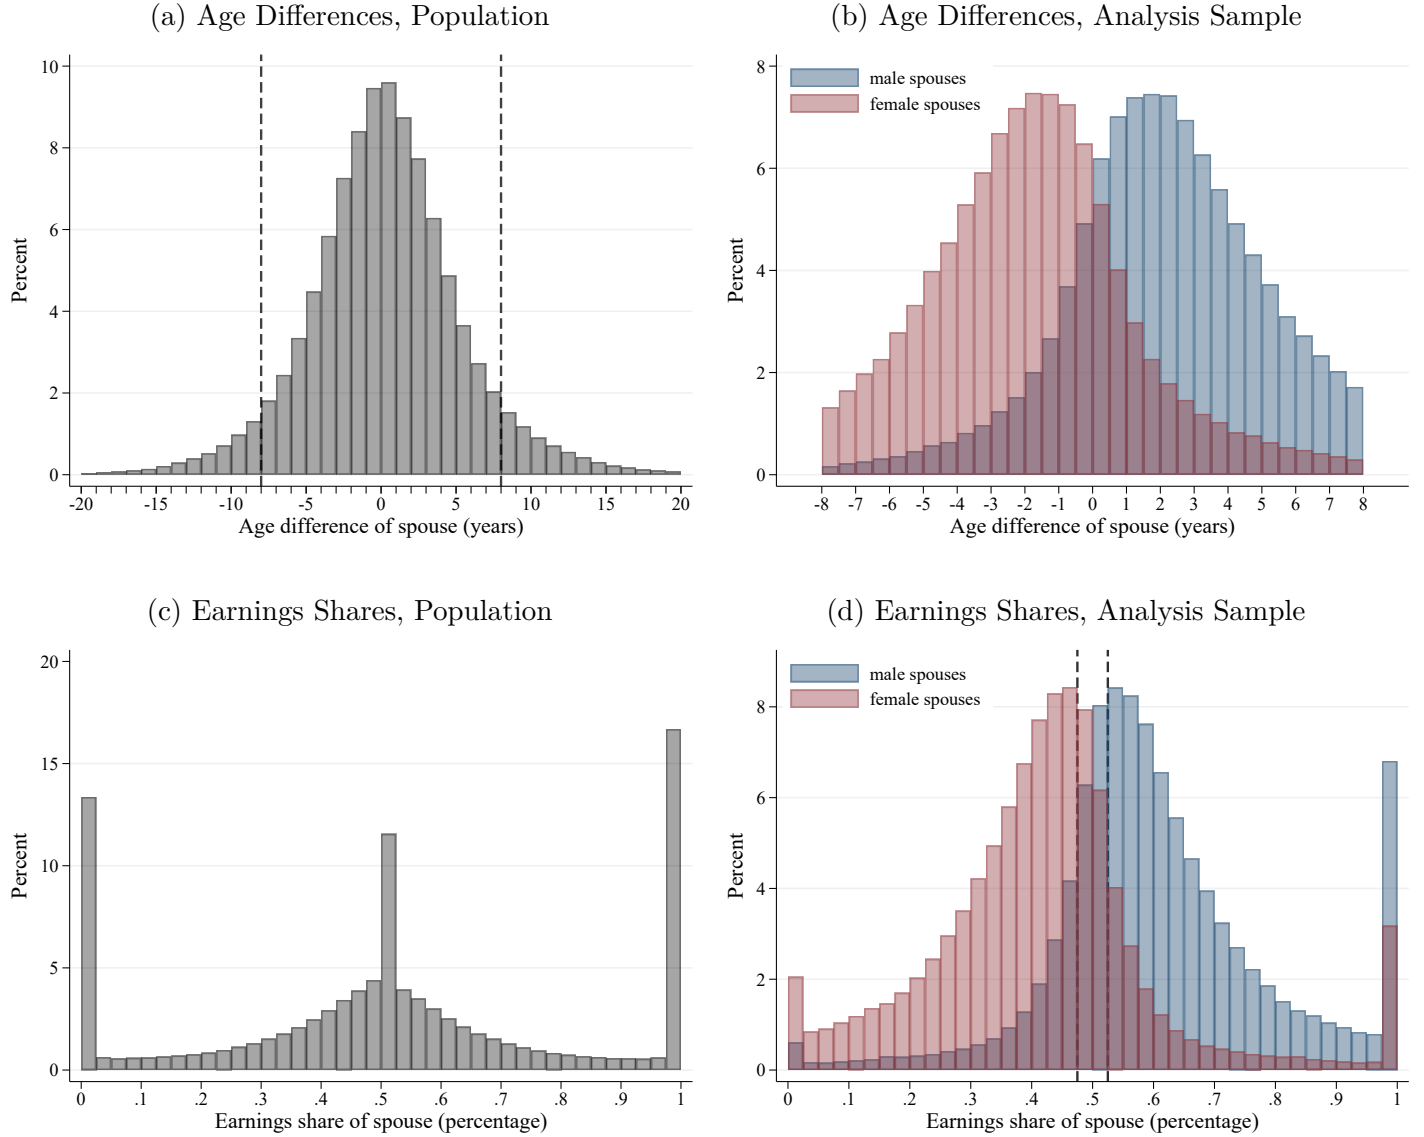 (a) Age Differences, Population
10
8
6
4
2
0
Percent
-20 -15 -10 -5 0 5 10 15 20
Age difference of spouse (years)
(b) Age Differences, Analysis Sample
male spouses
female spouses
8
6
4
2
0
Percent
-8 -7 -6 -5 -4 -3 -2 -1 0 1 2 3 4 5 6 7 8
Age difference of spouse (years)
(c) Earnings Shares, Population
20
15
10
5
0
Percent
0 .1 .2 .3 .4 .5 .6 .7 .8 .9 1
Earnings share of spouse (percentage)
(d) Earnings Shares, Analysis Sample
male spouses
female spouses
8
6
4
2
0
Percent
0 .1 .2 .3 .4 .5 .6 .7 .8 .9 1
Earnings share of spouse (percentage)